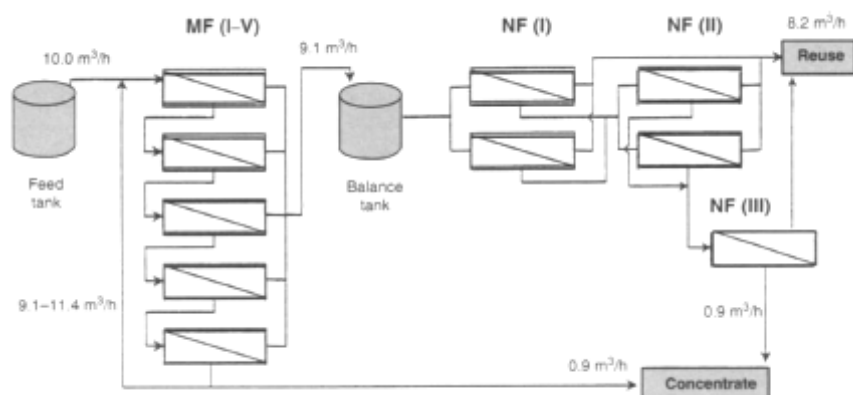 MF (I–V)
NF (I)
NF (II)
8.2 m³/h
10.0 m³/h
9.1 m³/h
Reuse
Feed
tank
Balance
tank
NF (III)
9.1–11.4 m³/h
0.9 m³/h
0.9 m³/h
Concentrate